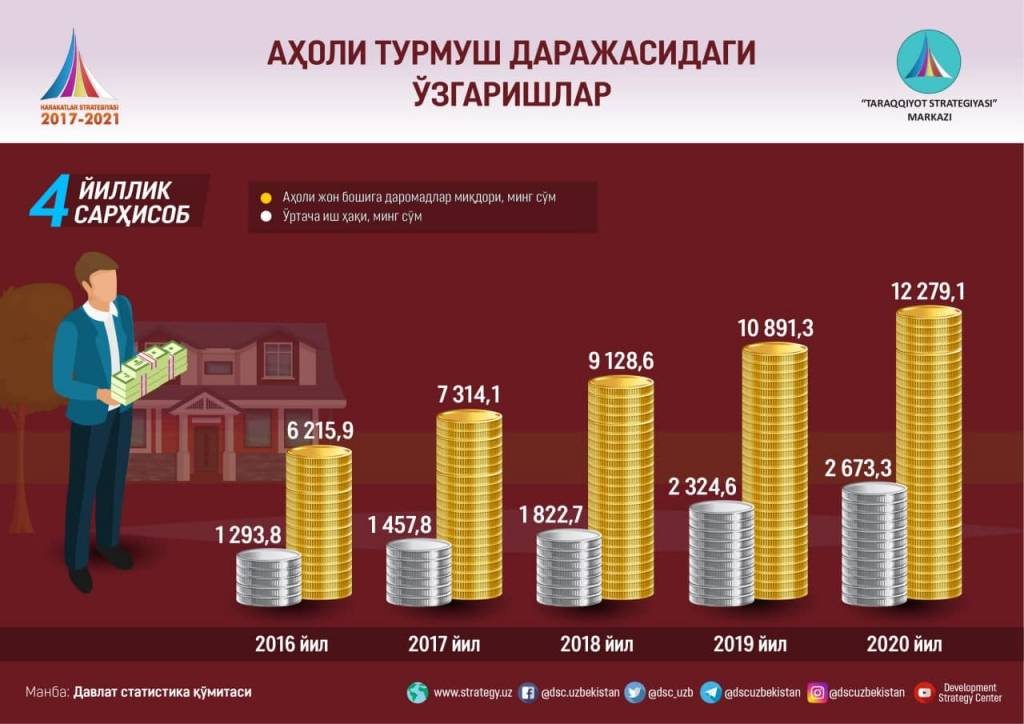 АҲОЛИ ТУРМУШ ДАРАЖАСИДАГИ
ЎЗГАРИШЛАР
HARAKATLAR STRATEGIYASI
2017-2021
“TARAQQIYOT STRATEGIYASI”
MARKAZI
4 ЙИЛЛИК
САРҲИСОБ
Аҳоли жон бошига даромадлар миқдори, минг сўм
Ўртача иш ҳақи, минг сўм
1 293,8
6 215,9
1 457,8
7 314,1
1 822,7
9 128,6
2 324,6
10 891,3
2 673,3
12 279,1
2016 йил
2017 йил
2018 йил
2019 йил
2020 йил
Манба: Давлат статистика қўмитаси
www.strategy.uz
@dsc.uzbekistan
@dsc_uzb
@dscuzbekistan
@dscuzbekistan
Development
Strategy Center